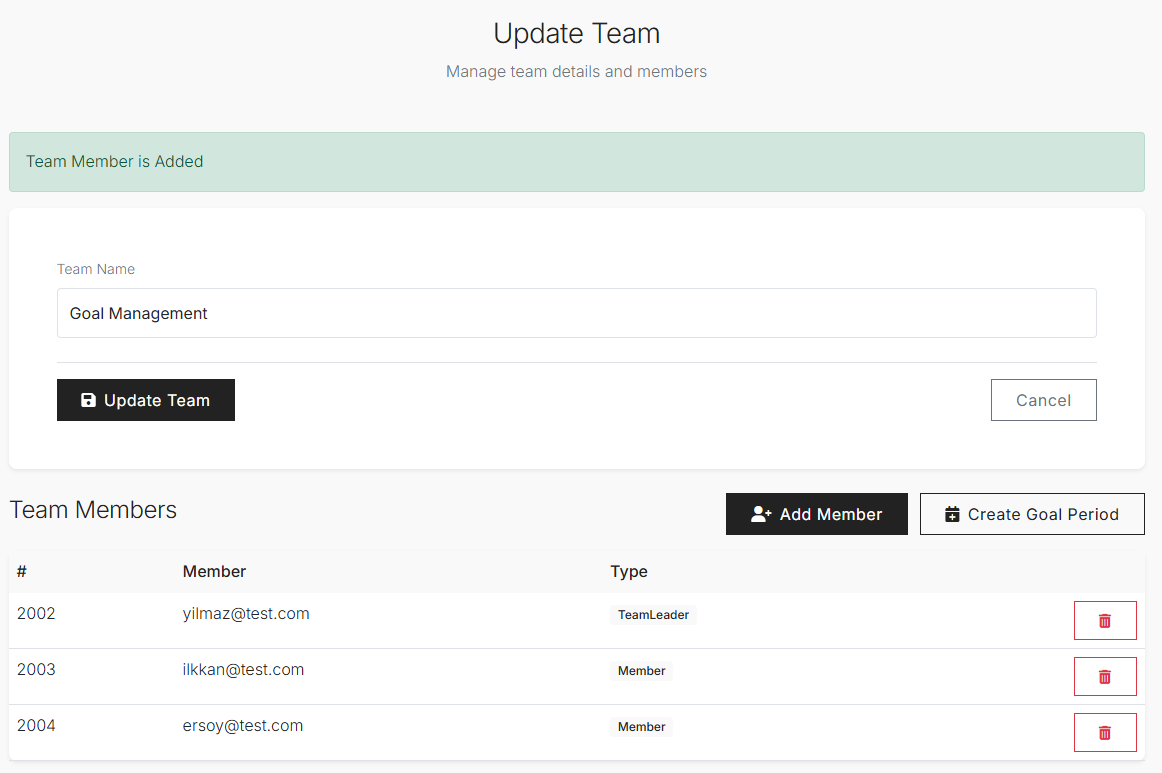 Update Team
Manage team details and members
Team Member is Added
Team Name
Goal Management
Update Team Cancel
Team Members Add Member Create Goal Period
# Member Type
2002 yilmaz@test.com TeamLeader
2003 ilkkan@test.com Member
2004 ersoy@test.com Member